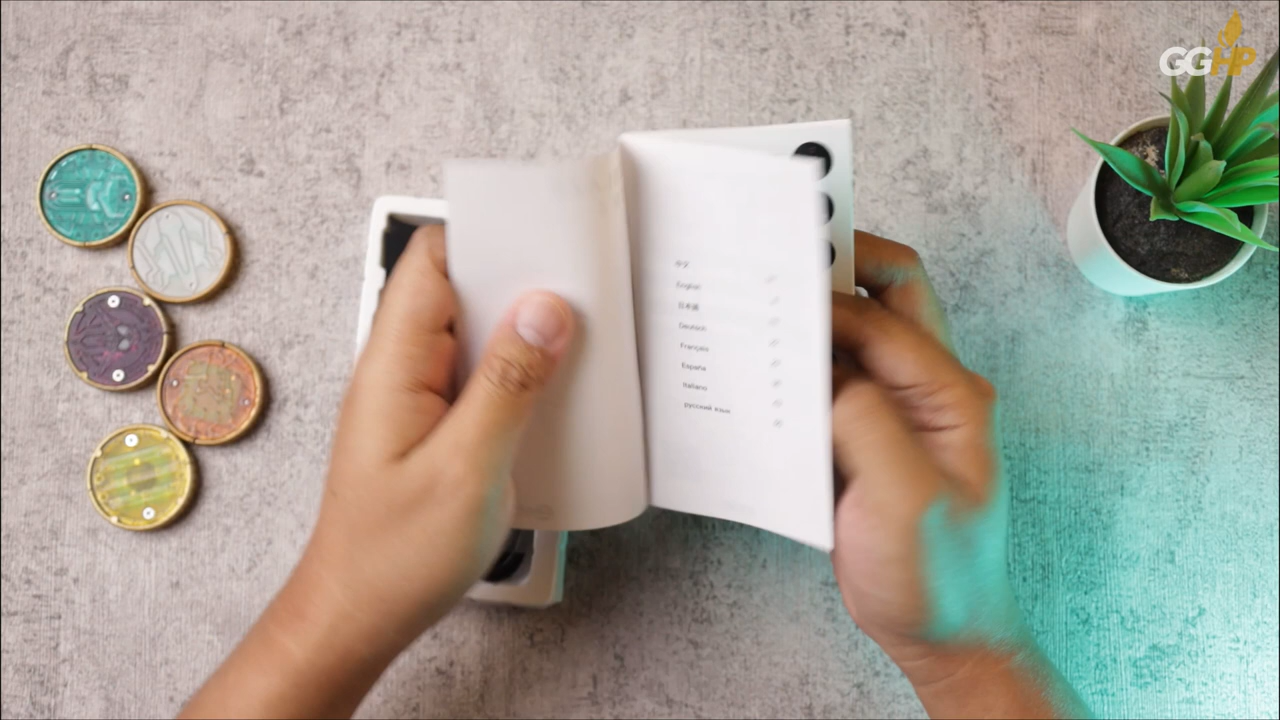 GGHP
中文
English
日本語
Deutsch
Français
España
Italiano
русский язык